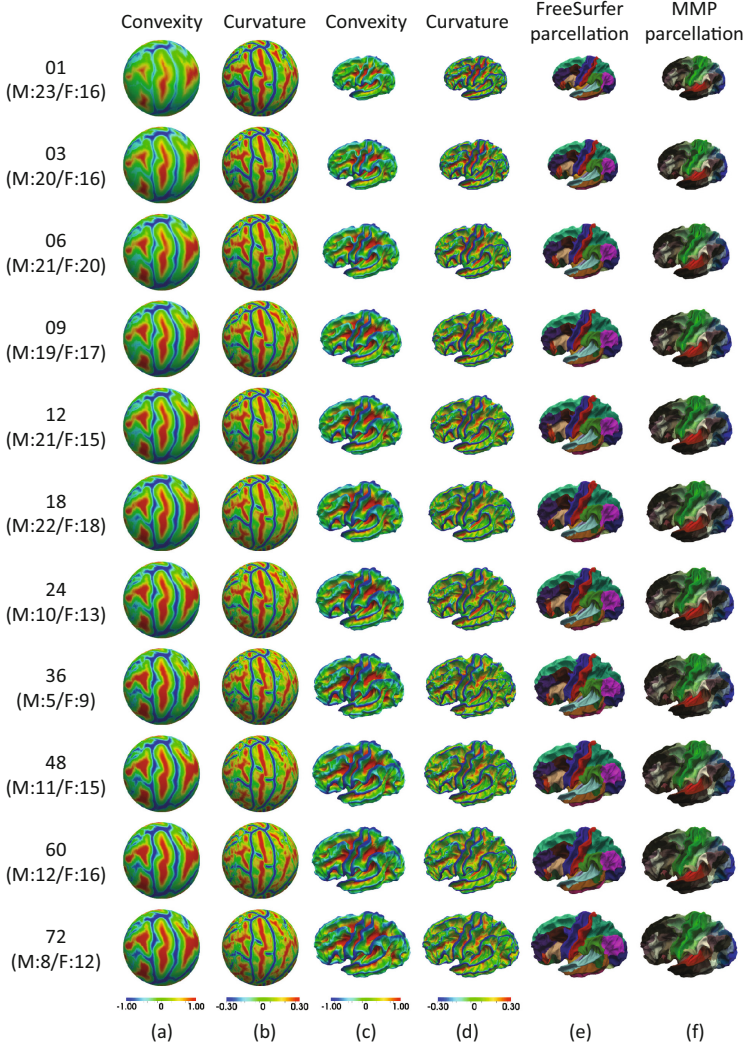 Convexity Curvature Convexity Curvature FreeSurfer parcellation MMP parcellation
01
(M:23/F:16)
03
(M:20/F:16)
06
(M:21/F:20)
09
(M:19/F:17)
12
(M:21/F:15)
18
(M:22/F:18)
24
(M:10/F:13)
36
(M:5/F:9)
48
(M:11/F:15)
60
(M:12/F:16)
72
(M:8/F:12)
-1.00 0 1.00 -0.30 0 0.30 -1.00 0 1.00 -0.30 0 0.30
(a) (b) (c) (d) (e) (f)